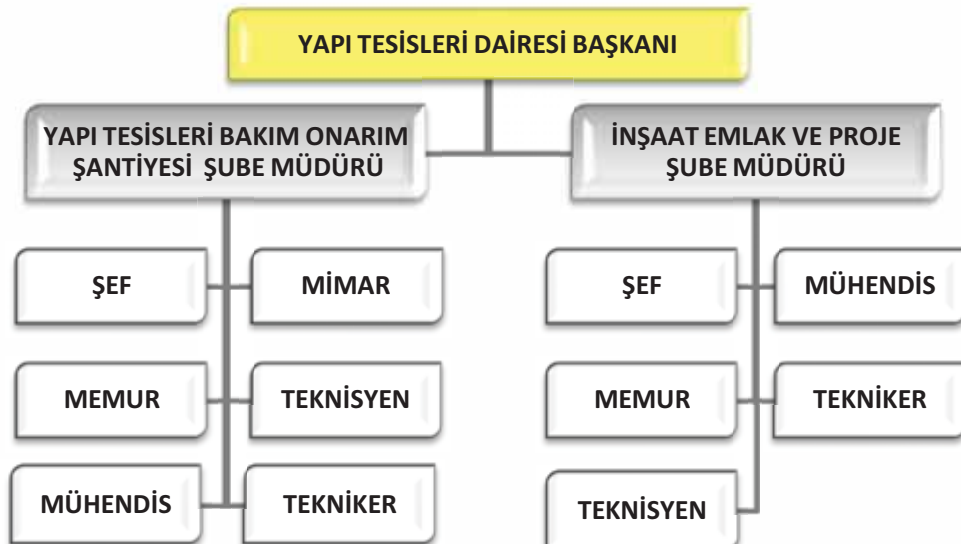 YAPI TESİSLERİ DAİRESİ BAŞKANI
YAPI TESİSLERİ BAKIM ONARIM
ŞANTİYESİ ŞUBE MÜDÜRÜ
İNŞAAT EMLAK VE PROJE
ŞUBE MÜDÜRÜ
ŞEF
MİMAR
MEMUR
TEKNİSYEN
MÜHENDİS
TEKNİKER
ŞEF
MÜHENDİS
MEMUR
TEKNİKER
TEKNİSYEN